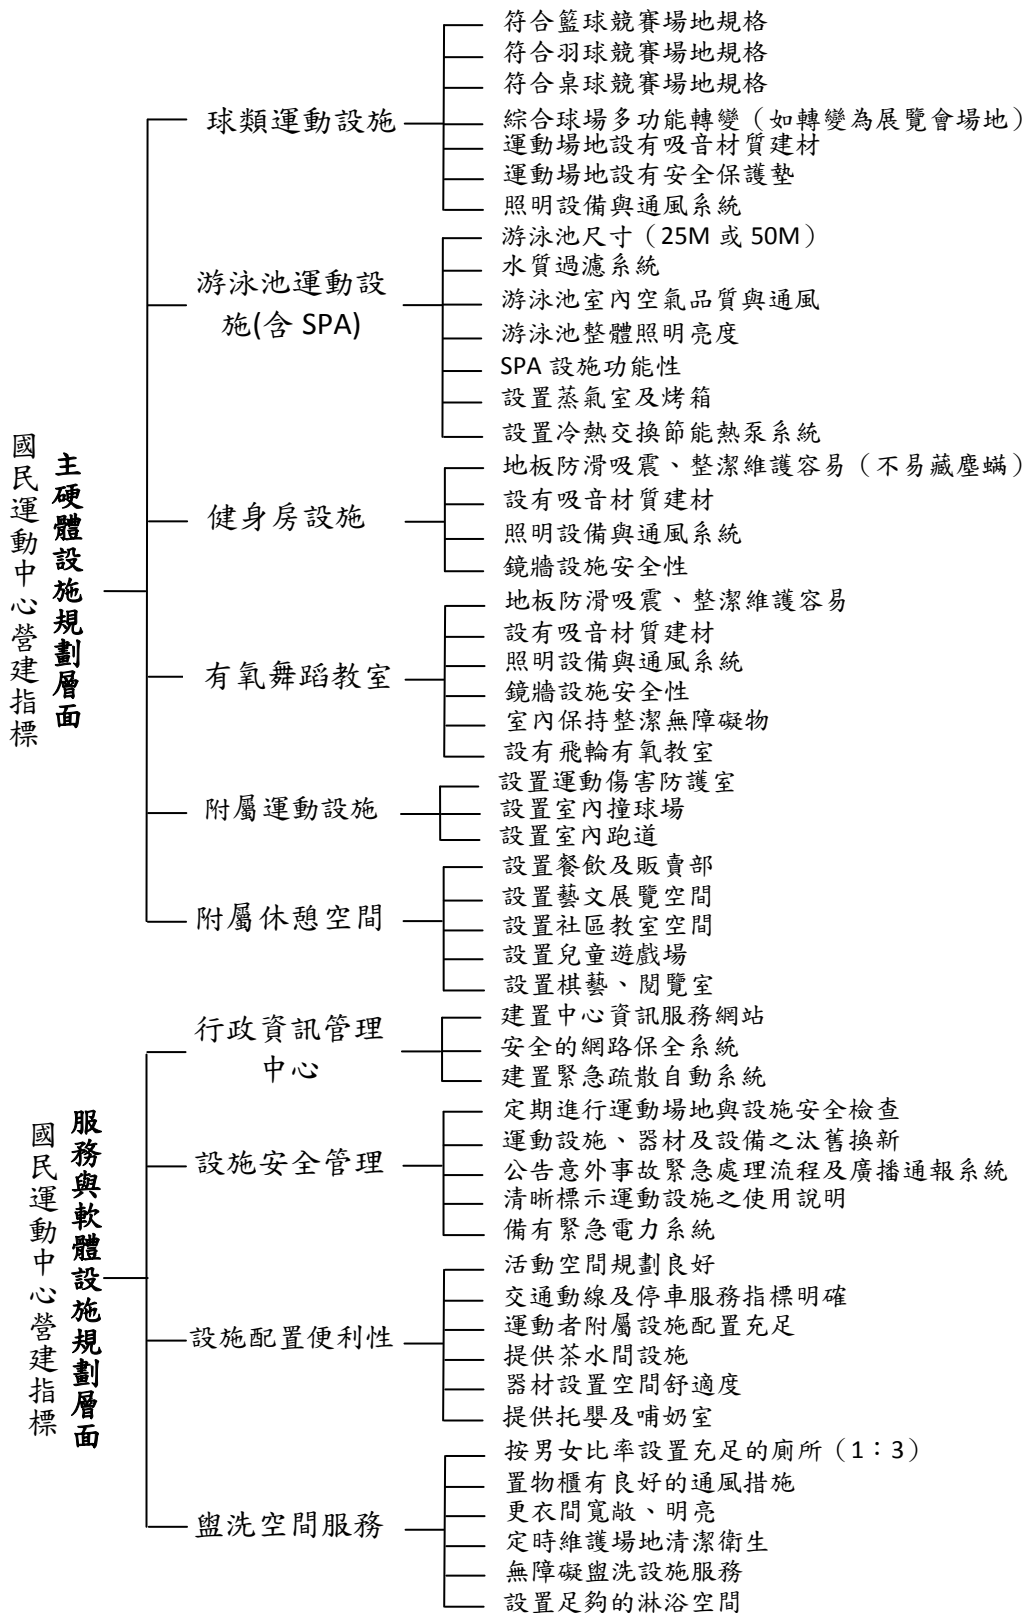 國民運動中心營建指標
主硬體設施規劃層面
球類運動設施
符合籃球競賽場地規格
符合羽球競賽場地規格
符合桌球競賽場地規格
綜合球場多功能轉變（如轉變為展覽會場地）
運動場地設有吸音材質建材
運動場地設有安全保護墊
照明設備與通風系統
游泳池運動設
施(含 SPA)
游泳池尺寸（25M 或 50M）
水質過濾系統
游泳池室內空氣品質與通風
游泳池整體照明亮度
SPA 設施功能性
設置蒸氣室及烤箱
設置冷熱交換節能熱泵系統
健身房設施
地板防滑吸震、整潔維護容易（不易藏塵螨）
設有吸音材質建材
照明設備與通風系統
鏡牆設施安全性
有氧舞蹈教室
地板防滑吸震、整潔維護容易
設有吸音材質建材
照明設備與通風系統
鏡牆設施安全性
室內保持整潔無障礙物
設有飛輪有氧教室
附屬運動設施
設置運動傷害防護室
設置室內撞球場
設置室內跑道
附屬休憩空間
設置餐飲及販賣部
設置藝文展覽空間
設置社區教室空間
設置兒童遊戲場
設置棋藝、閱覽室
國民運動中心營建指標
服務與軟體設施規劃層面
行政資訊管理
中心
建置中心資訊服務網站
安全的網路保全系統
建置緊急疏散自動系統
設施安全管理
定期進行運動場地與設施安全檢查
運動設施、器材及設備之汰舊換新
公告意外事故緊急處理流程及廣播通報系統
清晰標示運動設施之使用說明
備有緊急電力系統
設施配置便利性
活動空間規劃良好
交通動線及停車服務指標明確
運動者附屬設施配置充足
提供茶水間設施
器材設置空間舒適度
提供托嬰及哺奶室
盥洗空間服務
按男女比率設置充足的廁所（1：3）
置物櫃有良好的通風措施
更衣間寬敞、明亮
定時維護場地清潔衛生
無障礙盥洗設施服務
設置足夠的淋浴空間